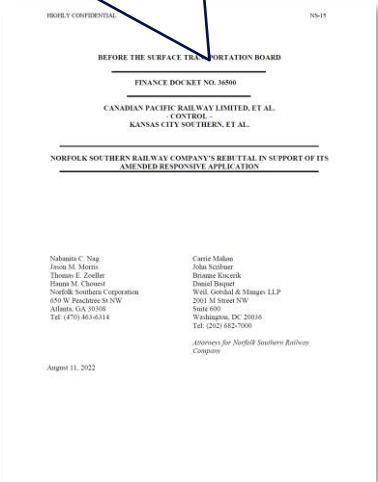 HIGHLY CONFIDENTIAL NS-15
BEFORE THE SURFACE TRANSPORTATION BOARD
FINANCE DOCKET NO. 36500
CANADIAN PACIFIC RAILWAY LIMITED, ET AL.
- CONTROL –
KANSAS CITY SOUTHERN, ET AL.
NORFOLK SOUTHERN RAILWAY COMPANY'S REBUTTAL IN SUPPORT OF ITS
AMENDED RESPONSIVE APPLICATION
Nabanita C. Nag
Jason M. Morris
Thomas E. Zoeller
Hanna M. Chouest
Norfolk Southern Corporation
650 W Peachtree St NW
Atlanta, GA 30308
Tel: (470) 463-6314
Carrie Mahan
John Scribner
Brianne Kucerik
Daniel Baquet
Weil, Gotshal & Manges LLP
2001 M Street NW
Suite 600
Washington, DC 20036
Tel: (202) 682-7000
Attorneys for Norfolk Southern Railway
Company
August 11, 2022